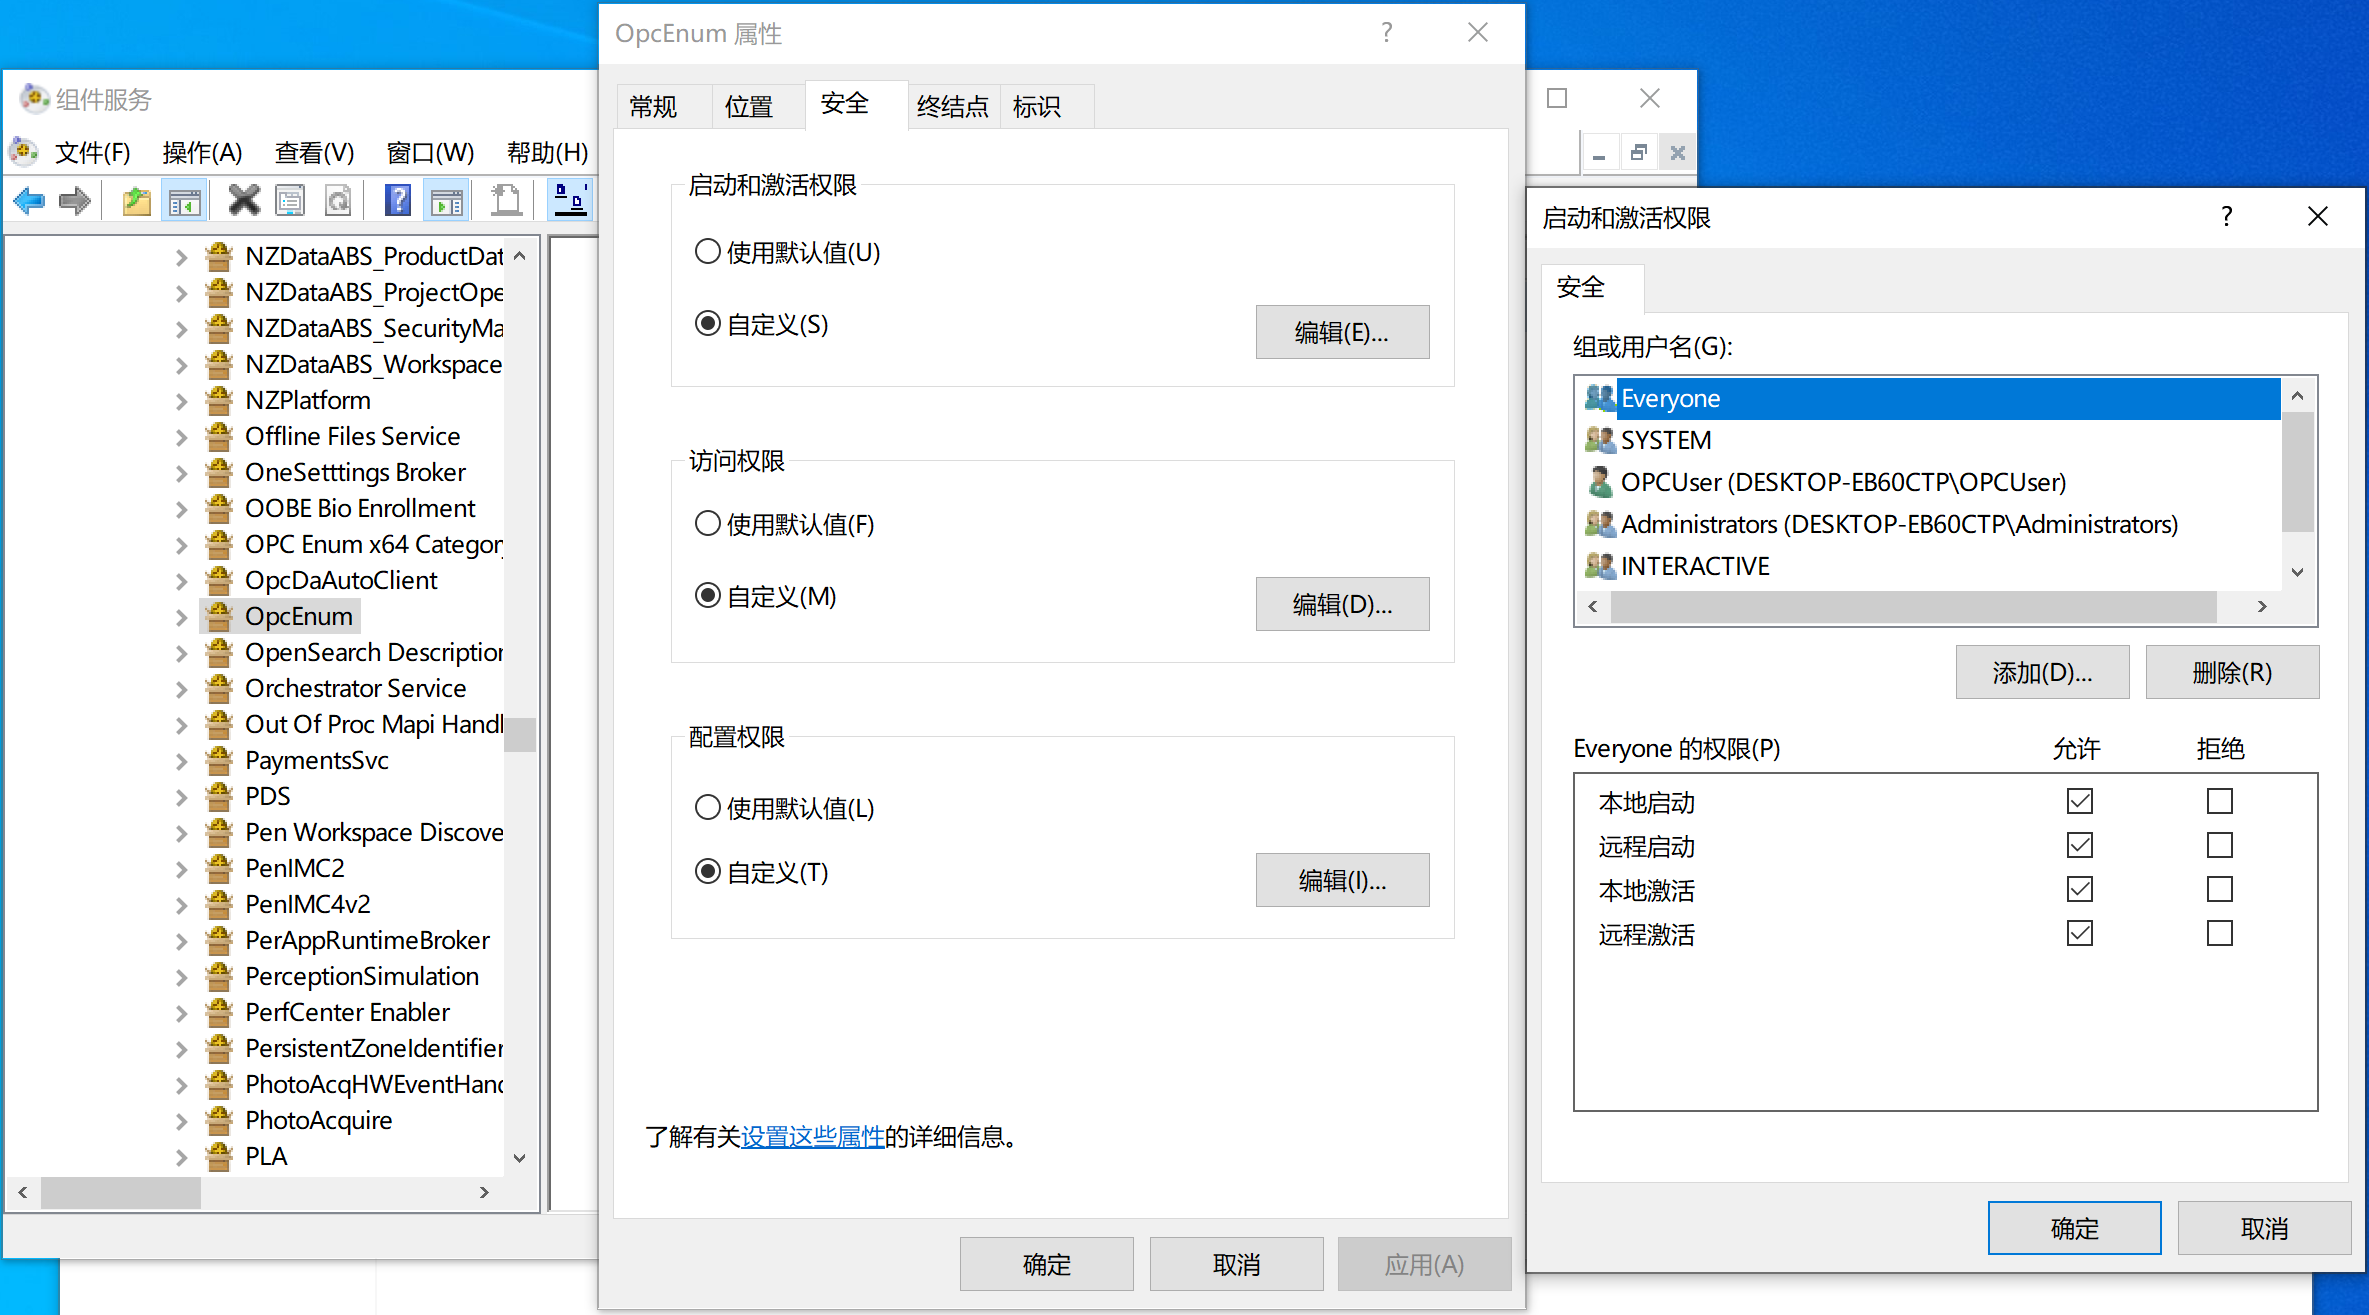 组件服务
文件(F) 操作(A) 查看(V) 窗口(W) 帮助(H)
NZDataABS_ProductDat
NZDataABS_ProjectOpe
NZDataABS_SecurityMa
NZDataABS_Workspace
NZPlatform
Offline Files Service
OneSetttings Broker
OOBE Bio Enrollment
OPC Enum x64 Category
OpcDaAutoClient
OpcEnum
OpenSearch Description
Orchestrator Service
Out Of Proc Mapi Handl
PaymentsSvc
PDS
Pen Workspace Discove
PenIMC2
PenIMC4v2
PerAppRuntimeBroker
PerceptionSimulation
PerfCenter Enabler
PersistentZoneIdentifier
PhotoAcqHWEventHand
PhotoAcquire
PLA
OpcEnum 属性
常规 位置 安全 终结点 标识
启动和激活权限
使用默认值(U)
自定义(S)
编辑(E)...
访问权限
使用默认值(F)
自定义(M)
编辑(D)...
配置权限
使用默认值(L)
自定义(T)
编辑(I)...
了解有关设置这些属性的详细信息。
确定 取消 应用(A)
启动和激活权限
安全
组或用户名(G):
Everyone
SYSTEM
OPCUser (DESKTOP-EB60CTP\OPCUser)
Administrators (DESKTOP-EB60CTP\Administrators)
INTERACTIVE
添加(D)... 删除(R)
Everyone 的权限(P) 允许 拒绝
本地启动
远程启动
本地激活
远程激活
确定 取消